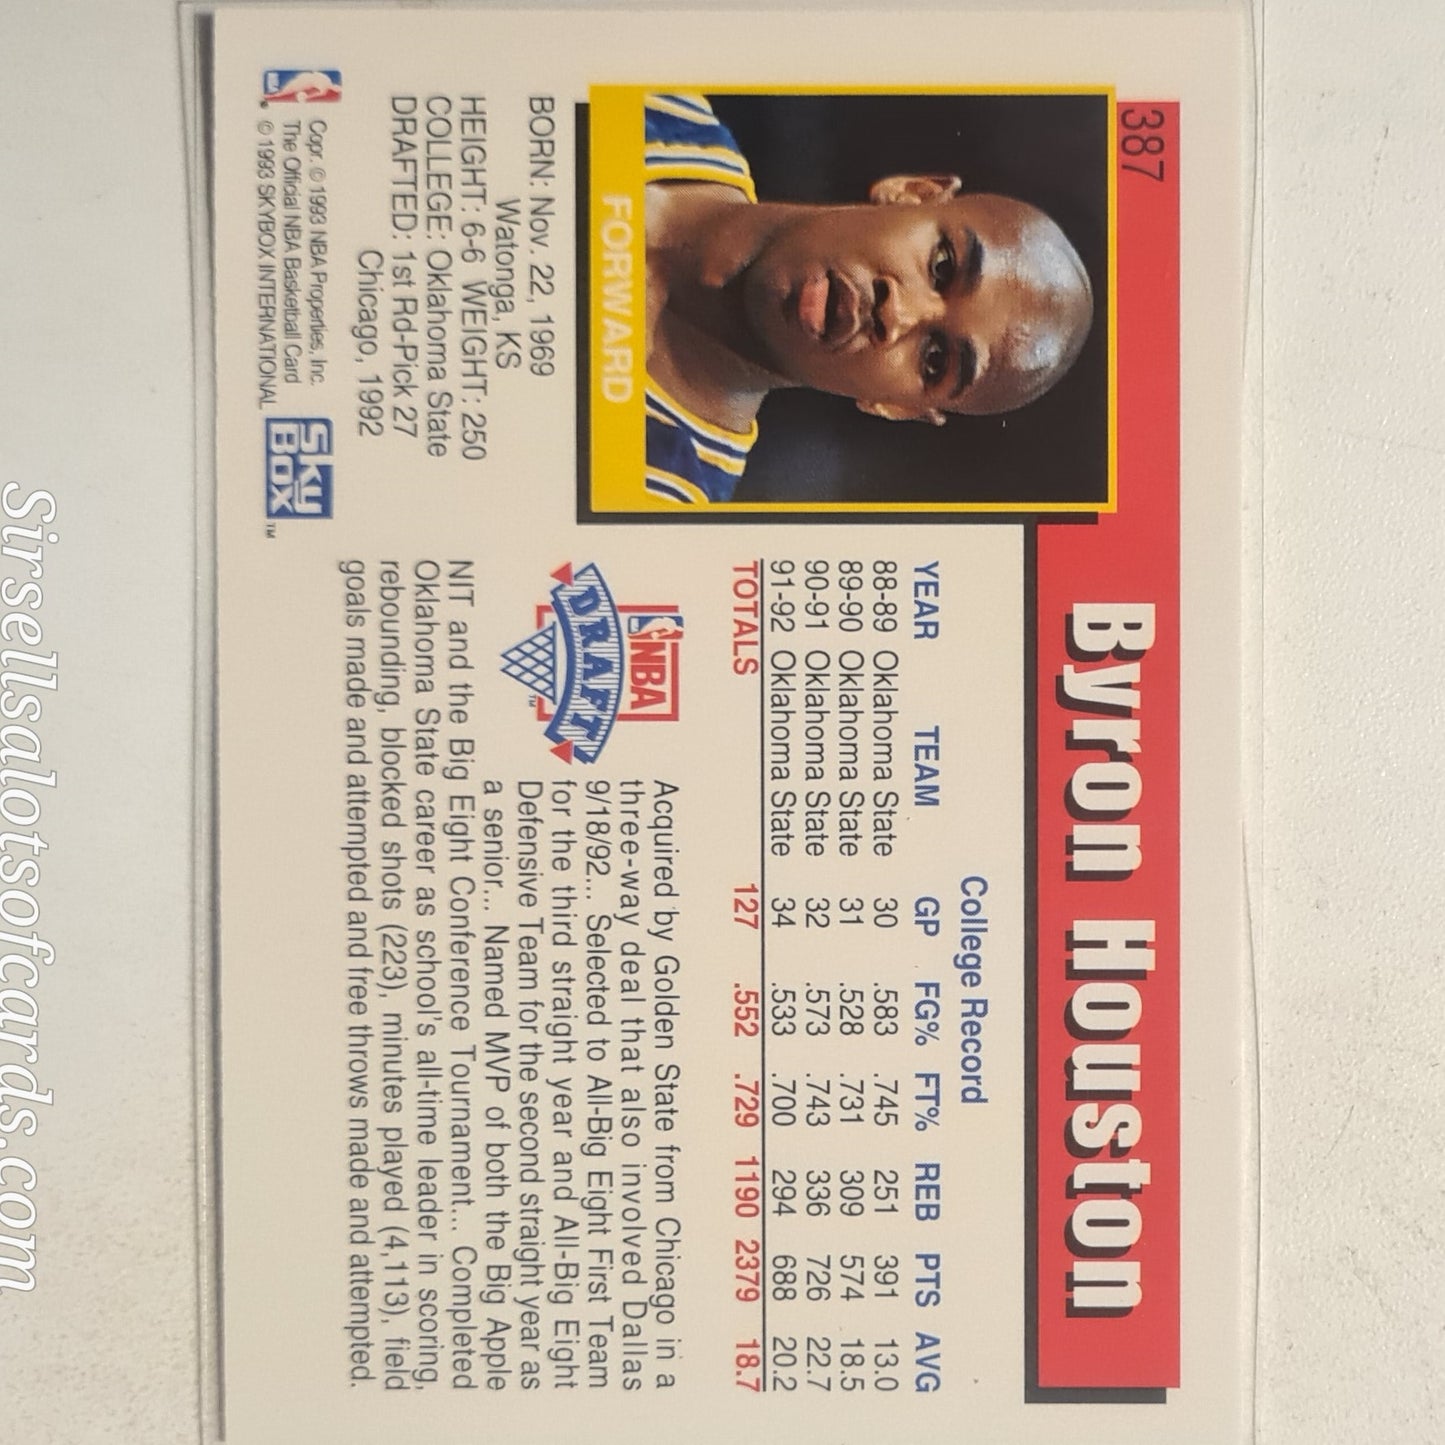 387
Byron Houston
FORWARD
BORN: Nov. 22, 1969
Watonga, KS
HEIGHT: 6-6 WEIGHT: 250
COLLEGE: Oklahoma State
DRAFTED: 1st Rd-Pick 27
Chicago, 1992
College Record
YEAR TEAM GP FG% FT% REB PTS AVG
88-89 Oklahoma State 30 .583 .745 251 391 13.0
89-90 Oklahoma State 31 .528 .731 309 574 18.5
90-91 Oklahoma State 32 .573 .743 336 726 22.7
91-92 Oklahoma State 34 .533 .700 294 688 20.2
TOTALS 127 .552 .729 1190 2379 18.7
NBA
DRAFT
TM
Acquired by Golden State from Chicago in a
three-way deal that also involved Dallas
9/18/92... Selected to All-Big Eight First Team
for the third straight year and All-Big Eight
Defensive Team for the second straight year as
a senior... Named MVP of both the Big Apple
NIT and the Big Eight Conference Tournament... Completed
Oklahoma State career as school's all-time leader in scoring,
rebounding, blocked shots (223), minutes played (4,113), field
goals made and attempted and free throws made and attempted.
NBA
Copr. © 1993 NBA Properties, Inc.
The Official NBA Basketball Card
© 1993 SKYBOX INTERNATIONAL
Sky
Box
TM
Sirsellsalotsofcards.com